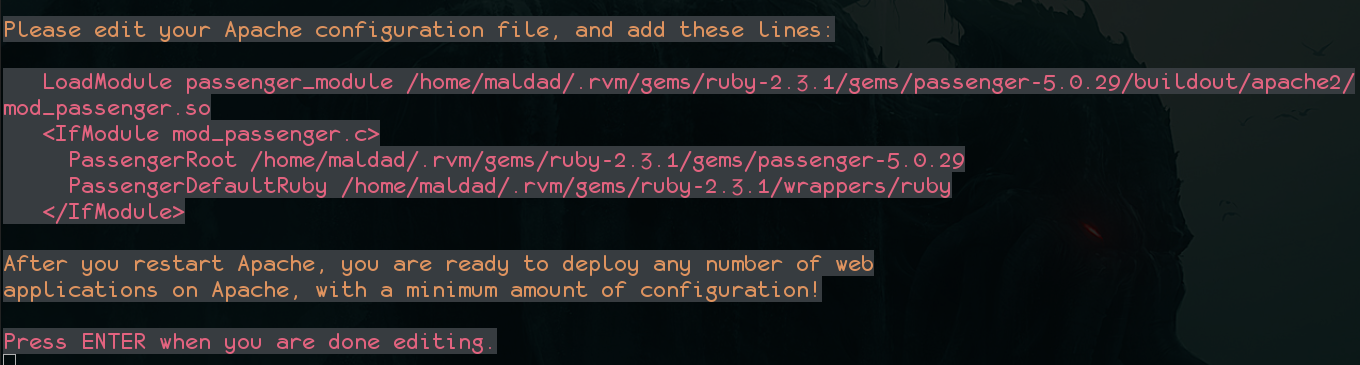 Please edit your Apache configuration file, and add these lines:
   LoadModule passenger_module /home/maldad/.rvm/gems/ruby-2.3.1/gems/passenger-5.0.29/buildout/apache2/
mod_passenger.so
   <IfModule mod_passenger.c>
     PassengerRoot /home/maldad/.rvm/gems/ruby-2.3.1/gems/passenger-5.0.29
     PassengerDefaultRuby /home/maldad/.rvm/gems/ruby-2.3.1/wrappers/ruby
   </IfModule>
After you restart Apache, you are ready to deploy any number of web
applications on Apache, with a minimum amount of configuration!
Press ENTER when you are done editing.